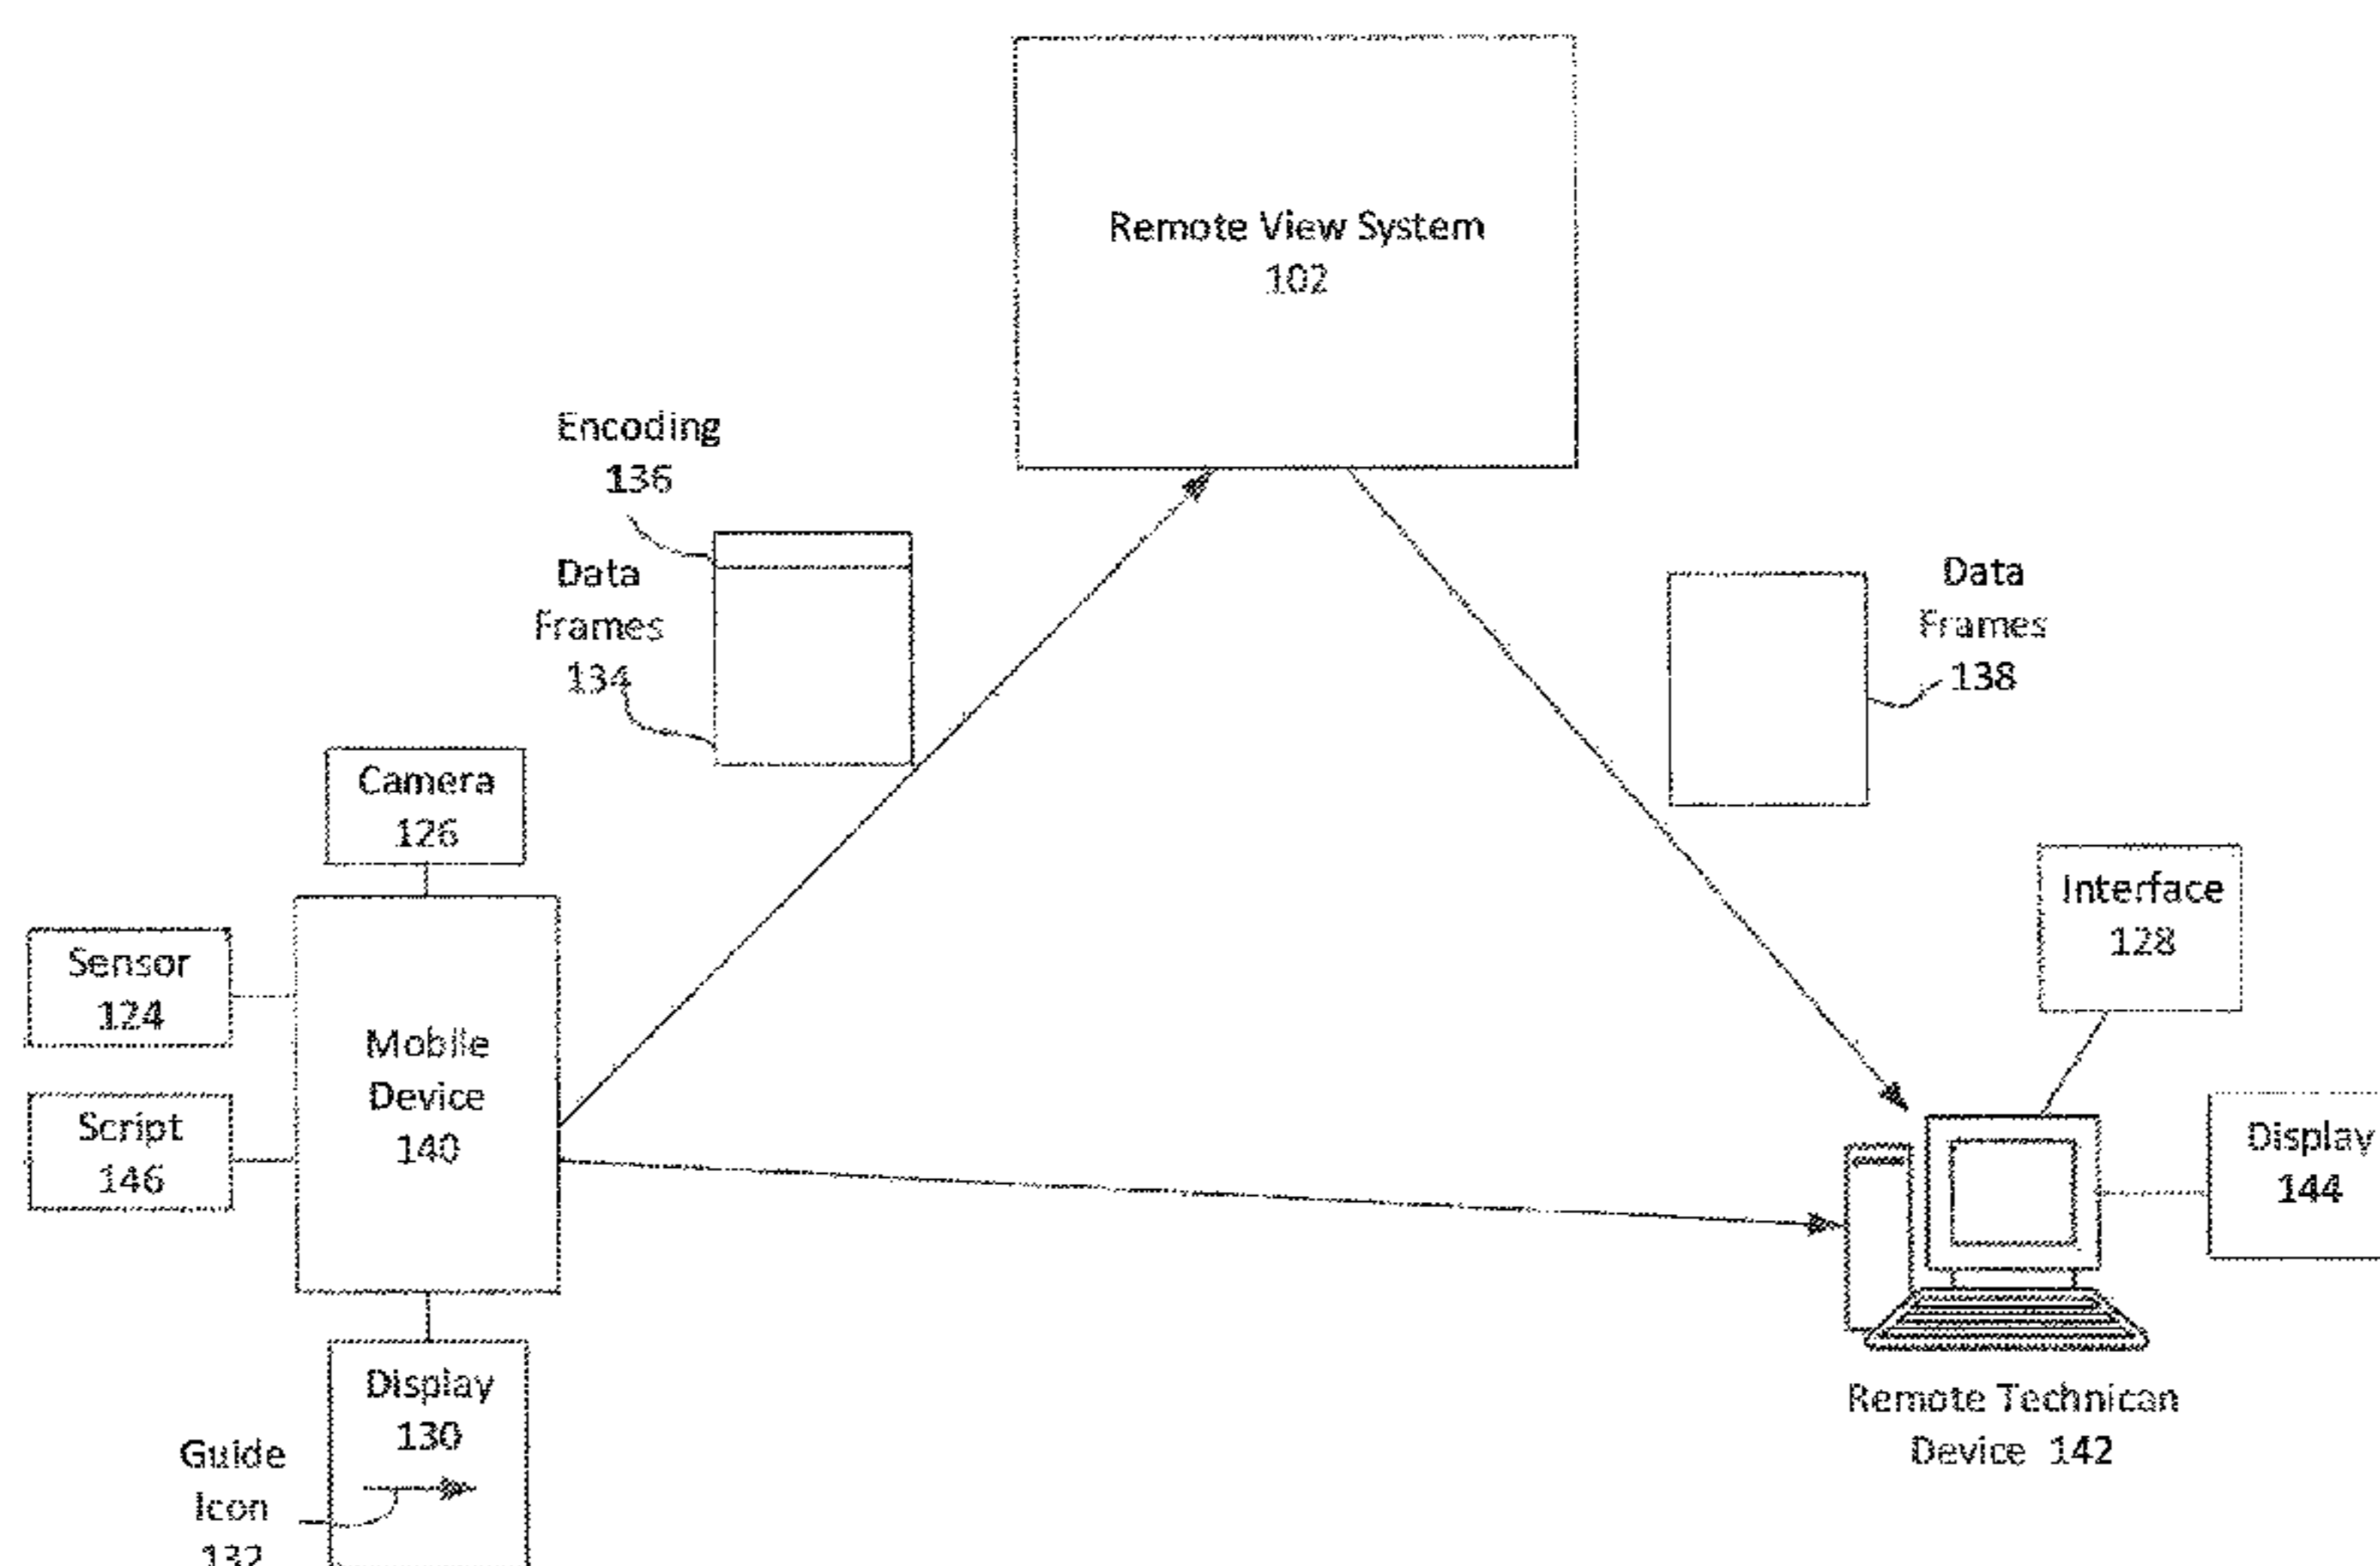 Remote View System
102
Encoding
136
Data
Frames
134
Data
Frames
138
Camera
126
Interface
128
Sensor
124
Mobile
Device
140
Script
146
Display
144
Display
130
Remote Technican
Device 142
Guide
Icon
132